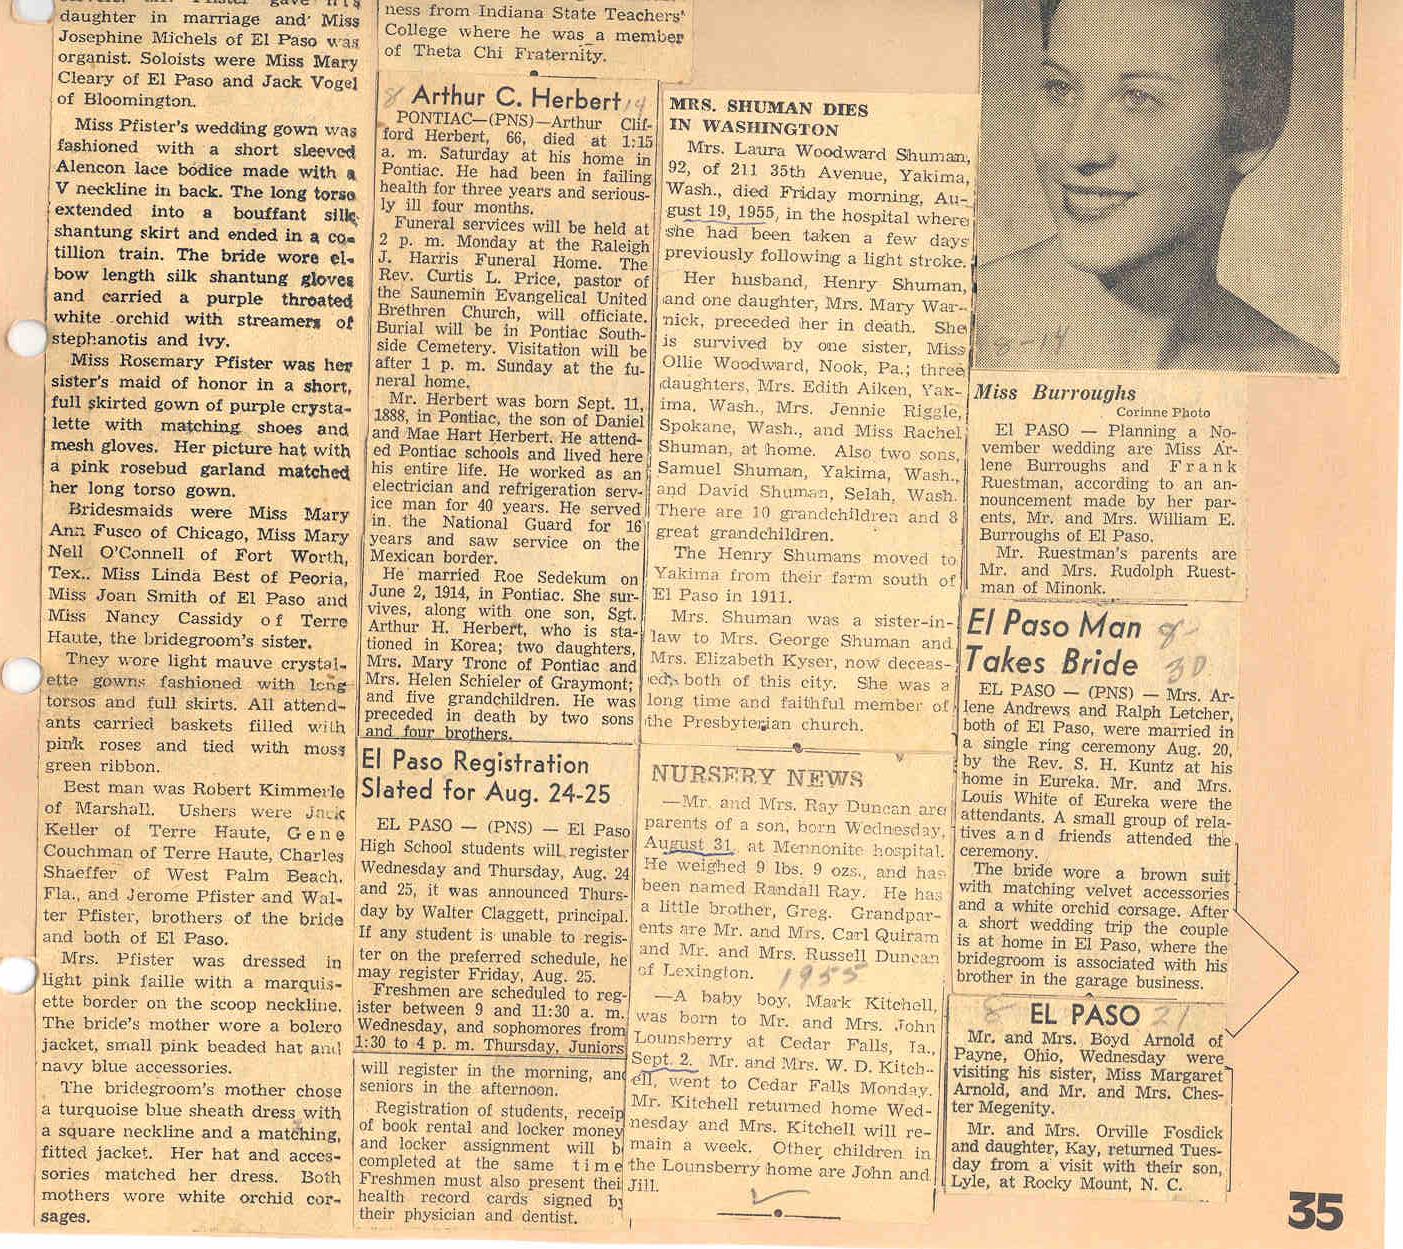 daughter in marriage and Miss
Josephine Michels of El Paso was
organist. Soloists were Miss Mary
Cleary of El Paso and Jack Vogel
of Bloomington.
Miss Pfister's wedding gown was
fashioned with a short sleeved
Alencon lace bodice made with a
V neckline in back. The long torso
extended into a bouffant silk
shantung skirt and ended in a co-
tillion train. The bride wore el-
bow length silk shantung gloves
and carried a purple throated
white orchid with streamers of
stephanotis and ivy.
Miss Rosemary Pfister was her
sister's maid of honor in a short,
full skirted gown of purple crysta-
lette with matching shoes and
mesh gloves. Her picture hat with
a pink rosebud garland matched
her long torso gown.
Bridesmaids were Miss Mary
Ann Fusco of Chicago, Miss Mary
Nell O'Connell of Fort Worth,
Tex.. Miss Linda Best of Peoria,
Miss Joan Smith of El Paso and
Miss Nancy Cassidy of Terre
Haute, the bridegroom's sister.
They wore light mauve crystal-
ette gowns fashioned with long
torsos and full skirts. All attend-
ants carried baskets filled with
pink roses and tied with moss
green ribbon.
Best man was Robert Kimmerle
of Marshall. Ushers were Jack
Keller of Terre Haute, Gene
Couchman of Terre Haute, Charles
Shaeffer of West Palm Beach,
Fla., and Jerome Pfister and Wal-
ter Pfister, brothers of the bride
and both of El Paso.
Mrs. Pfister was dressed in
light pink faille with a marquis-
ette border on the scoop neckline.
The bride's mother wore a bolero
jacket, small pink beaded hat and
navy blue accessories.
The bridegroom's mother chose
a turquoise blue sheath dress with
a square neckline and a matching,
fitted jacket. Her hat and acces-
sories matched her dress. Both
mothers wore white orchid cor-
sages.
ness from Indiana State Teachers'
College where he was a member
of Theta Chi Fraternity.
8 Arthur C. Herbert 14
PONTIAC—(PNS)—Arthur Clif-
ford Herbert, 66, died at 1:15
a. m. Saturday at his home in
Pontiac. He had been in failing
health for three years and serious-
ly ill four months.
Funeral services will be held at
2 p. m. Monday at the Raleigh
J. Harris Funeral Home. The
Rev. Curtis L. Price, pastor of
the Saunemin Evangelical United
Brethren Church, will officiate.
Burial will be in Pontiac South-
side Cemetery. Visitation will be
after 1 p. m. Sunday at the fu-
neral home.
Mr. Herbert was born Sept. 11,
1888, in Pontiac, the son of Daniel
and Mae Hart Herbert. He attend-
ed Pontiac schools and lived here
his entire life. He worked as an
electrician and refrigeration serv-
ice man for 40 years. He served
in the National Guard for 16
years and saw service on the
Mexican border.
He married Roe Sedekum on
June 2, 1914, in Pontiac. She sur-
vives, along with one son, Sgt.
Arthur H. Herbert, who is sta-
tioned in Korea; two daughters,
Mrs. Mary Tronc of Pontiac and
Mrs. Helen Schieler of Graymont;
and five grandchildren. He was
preceded in death by two sons
and four brothers.
El Paso Registration
Slated for Aug. 24-25
EL PASO — (PNS) — El Paso
High School students will register
Wednesday and Thursday, Aug. 24
and 25, it was announced Thurs-
day by Walter Claggett, principal.
If any student is unable to regis-
ter on the preferred schedule, he
may register Friday, Aug. 25.
Freshmen are scheduled to reg-
ister between 9 and 11:30 a. m.
Wednesday, and sophomores from
1:30 to 4 p. m. Thursday, Juniors
will register in the morning, and
seniors in the afternoon.
Registration of students, receip
of book rental and locker money
and locker assignment will b
completed at the same time
Freshmen must also present thei
health record cards signed by
their physician and dentist.
MRS. SHUMAN DIES
IN WASHINGTON
Mrs. Laura Woodward Shuman,
92, of 211 35th Avenue, Yakima,
Wash., died Friday morning, Au-
gust 19, 1955, in the hospital where
she had been taken a few days
previously following a light stroke.
Her husband, Henry Shuman,
and one daughter, Mrs. Mary War-
nick, preceded her in death. She
is survived by one sister, Miss
Ollie Woodward, Nook, Pa.; three
daughters, Mrs. Edith Aiken, Yak-
ima, Wash., Mrs. Jennie Riggle,
Spokane, Wash., and Miss Rachel
Shuman, at home. Also two sons,
Samuel Shuman, Yakima, Wash.,
and David Shuman, Selah, Wash.
There are 10 grandchildren and 8
great grandchildren.
The Henry Shumans moved to
Yakima from their farm south of
El Paso in 1911.
Mrs. Shuman was a sister-in-
law to Mrs. George Shuman and
Mrs. Elizabeth Kyser, now deceas-
ed, both of this city. She was a
long time and faithful member of
the Presbyterian church.
NURSERY NEWS
—Mr. and Mrs. Ray Duncan are
parents of a son, born Wednesday,
August 31, at Mennonite hospital.
He weighed 9 lbs. 9 ozs., and has
been named Randall Ray. He has
a little brother, Greg. Grandpar-
ents are Mr. and Mrs. Carl Quiram
and Mr. and Mrs. Russell Duncan
of Lexington. 1955
—A baby boy, Mark Kitchell,
was born to Mr. and Mrs. John
Lounsberry at Cedar Falls, Ia.,
Sept. 2. Mr. and Mrs. W. D. Kitch-
ell, went to Cedar Falls Monday.
Mr. Kitchell returned home Wed-
nesday and Mrs. Kitchell will re-
main a week. Other children in
the Lounsberry home are John and
Jill.
8-14
Miss Burroughs
Corinne Photo
El PASO — Planning a No-
vember wedding are Miss Ar-
lene Burroughs and Frank
Ruestman, according to an an-
nouncement made by her par-
ents, Mr. and Mrs. William E.
Burroughs of El Paso.
Mr. Ruestman's parents are
Mr. and Mrs. Rudolph Ruest-
man of Minonk.
El Paso Man 8-
Takes Bride 30
EL PASO — (PNS) — Mrs. Ar-
lene Andrews and Ralph Letcher,
both of El Paso, were married in
a single ring ceremony Aug. 20,
by the Rev. S. H. Kuntz at his
home in Eureka. Mr. and Mrs.
Louis White of Eureka were the
attendants. A small group of rela-
tives and friends attended the
ceremony.
The bride wore a brown suit
with matching velvet accessories
and a white orchid corsage. After
a short wedding trip the couple
is at home in El Paso, where the
bridegroom is associated with his
brother in the garage business.
8 EL PASO 21
Mr. and Mrs. Boyd Arnold of
Payne, Ohio, Wednesday were
visiting his sister, Miss Margaret
Arnold, and Mr. and Mrs. Ches-
ter Megenity.
Mr. and Mrs. Orville Fosdick
and daughter, Kay, returned Tues-
day from a visit with their son,
Lyle, at Rocky Mount, N. C.
35